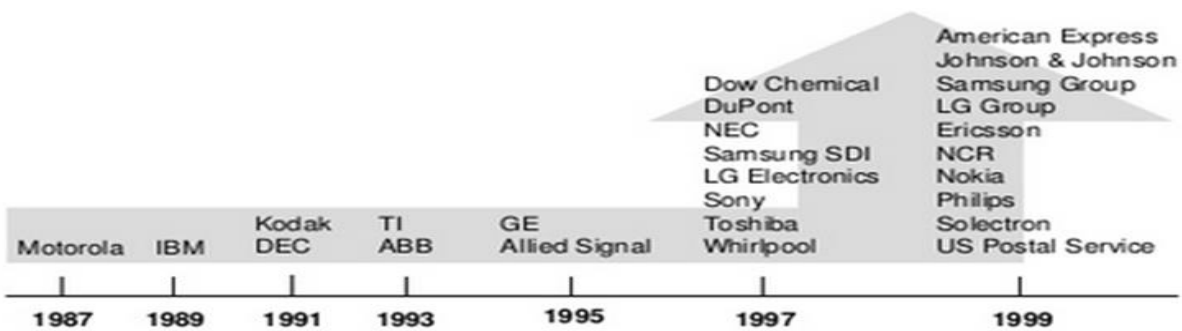 American Express
Johnson & Johnson
Dow Chemical
Samsung Group
DuPont
LG Group
NEC
Ericsson
Samsung SDI
NCR
LG Electronics
Nokia
Sony
Philips
Kodak
TI
GE
Toshiba
Solectron
Motorola
IBM
DEC
ABB
Allied Signal
Whirlpool
US Postal Service
1987
1989
1991
1993
1995
1997
1999